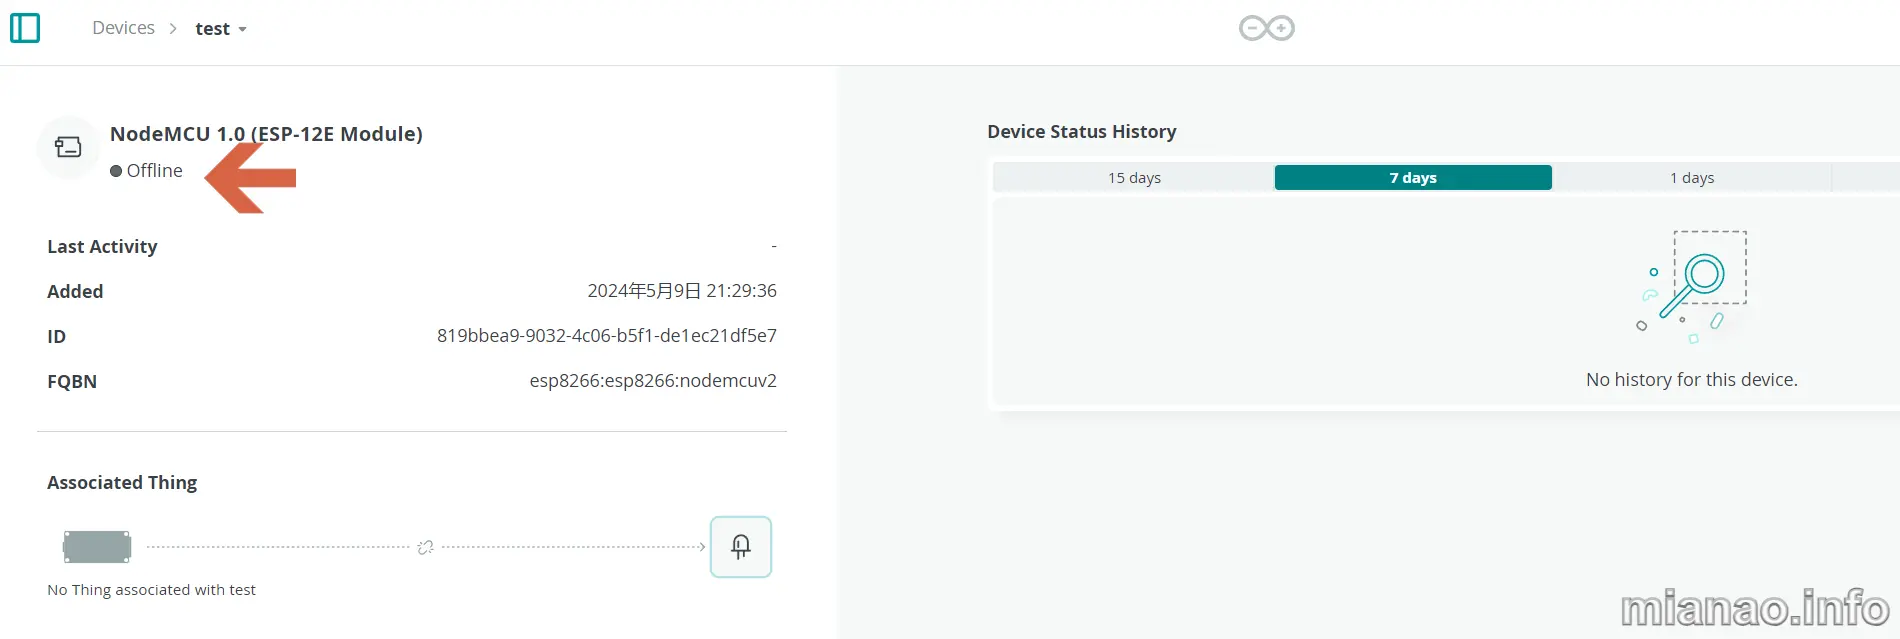 Devices > test
NodeMCU 1.0 (ESP-12E Module)
Offline
Last Activity -
Added 2024年5月9日 21:29:36
ID 819bbea9-9032-4c06-b5f1-de1ec21df5e7
FQBN esp8266:esp8266:nodemcuv2
Associated Thing
No Thing associated with test
Device Status History
15 days 7 days 1 days
No history for this device.
mianao.info